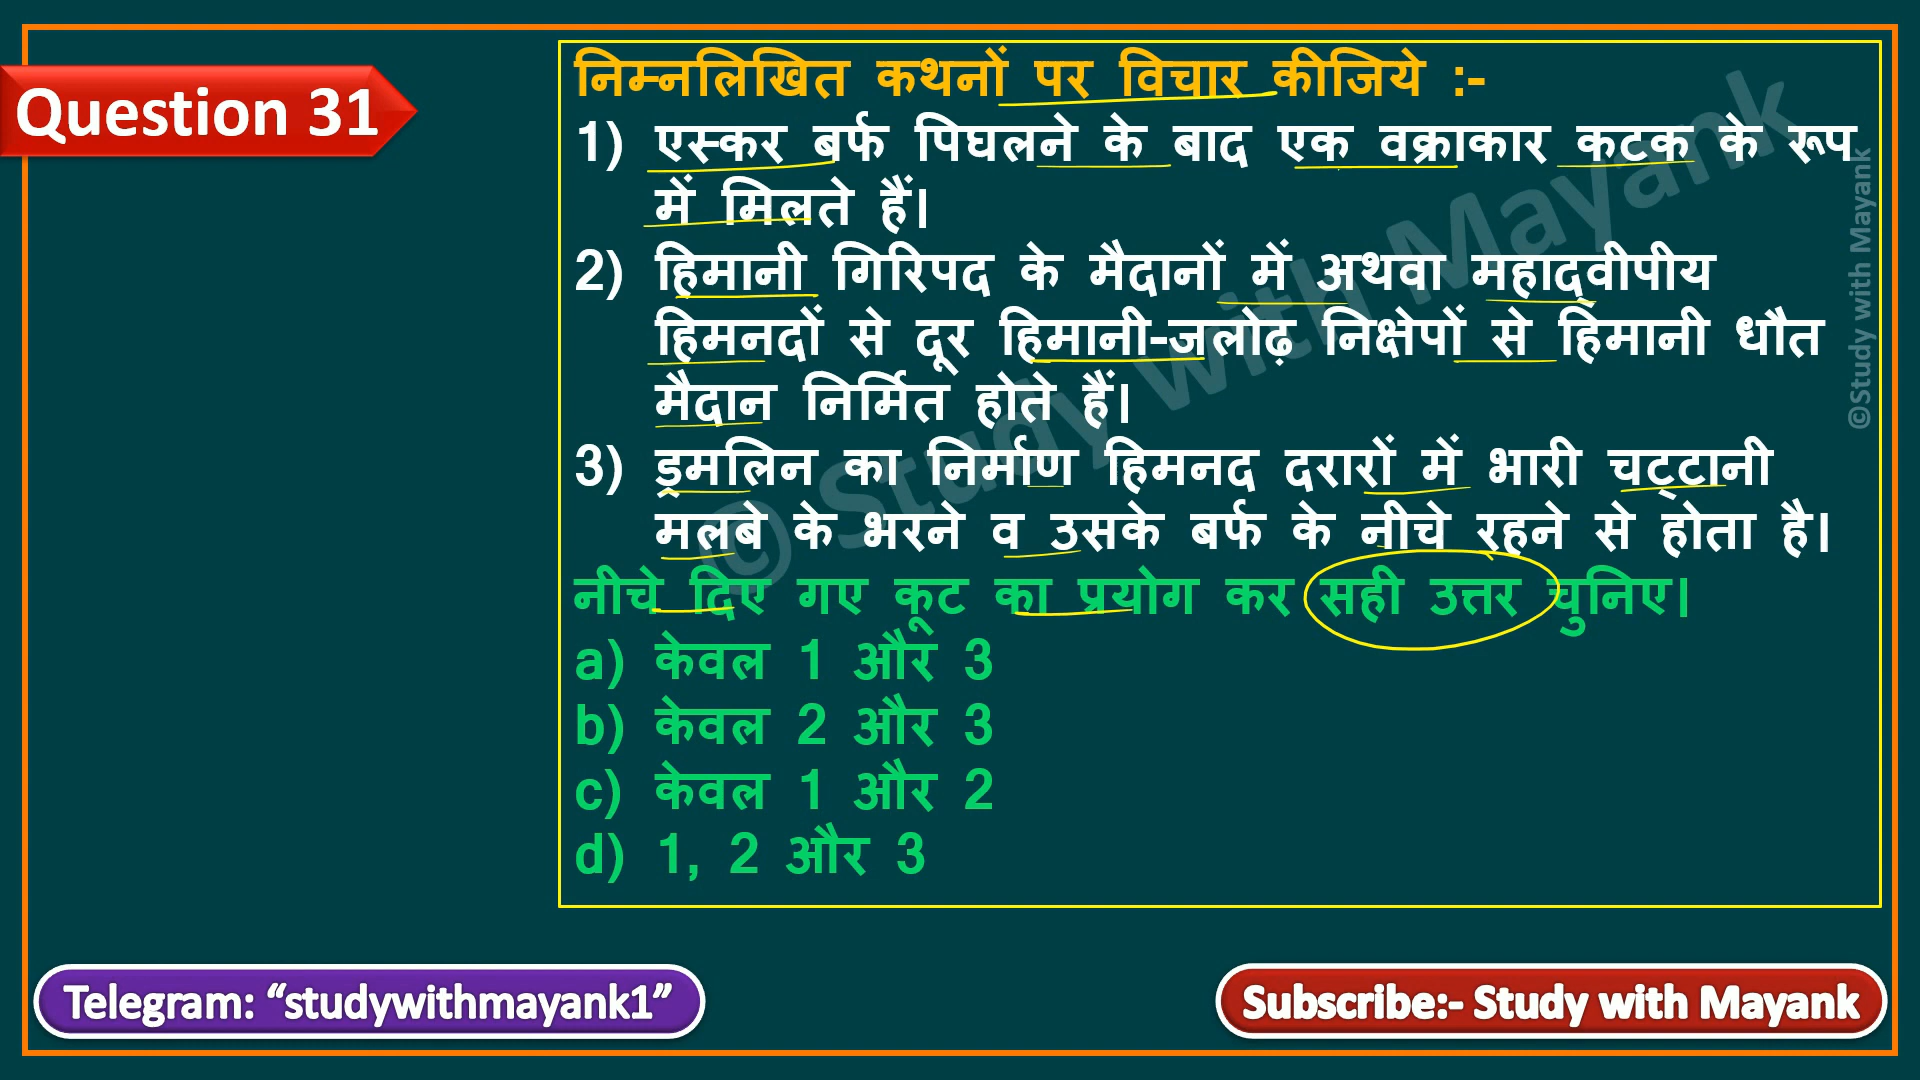 Question 31
निम्नलिखित कथनों पर विचार कीजिये :-
1) एस्कर बर्फ पिघलने के बाद एक वक्राकार कटक के रूप
में मिलते हैं।
2) हिमानी गिरिपद के मैदानों में अथवा महाद्वीपीय
हिमनदों से दूर हिमानी-जलोढ़ निक्षेपों से हिमानी धौत
मैदान निर्मित होते हैं।
3) ड्रमलिन का निर्माण हिमनद दरारों में भारी चट्टानी
मलबे के भरने व उसके बर्फ के नीचे रहने से होता है।
नीचे दिए गए कूट का प्रयोग कर सही उत्तर चुनिए।
a) केवल 1 और 3
b) केवल 2 और 3
c) केवल 1 और 2
d) 1, 2 और 3
© Study with Mayank
©Study with Mayank
Telegram: “studywithmayank1”
Subscribe:- Study with Mayank